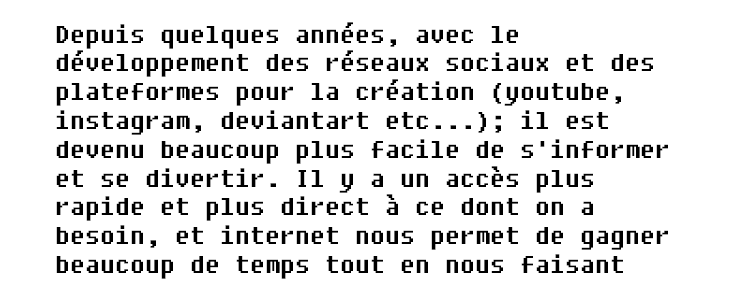 Depuis quelques années, avec le
développement des réseaux sociaux et des
plateformes pour la création (youtube,
instagram, deviantart etc...); il est
devenu beaucoup plus facile de s'informer
et se divertir. Il y a un accès plus
rapide et plus direct à ce dont on a
besoin, et internet nous permet de gagner
beaucoup de temps tout en nous faisant